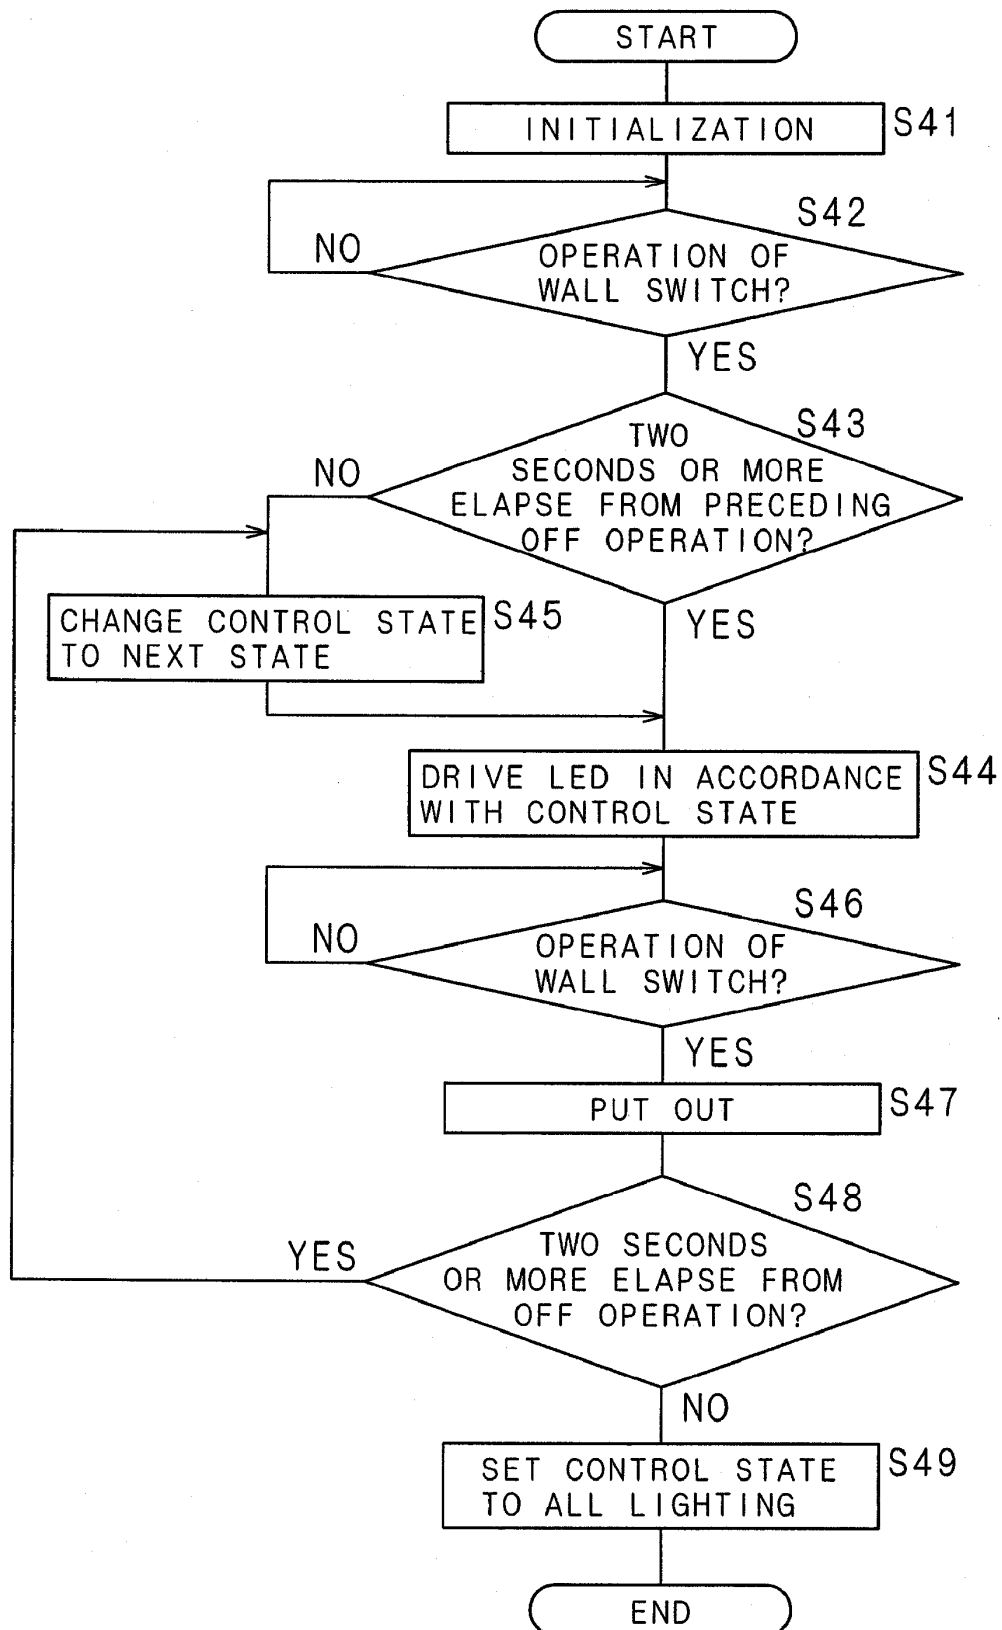 START
INITIALIZATION
S41
S42
NO
OPERATION OF
WALL SWITCH?
YES
S43
NO
TWO
SECONDS OR MORE
ELAPSE FROM PRECEDING
OFF OPERATION?
YES
CHANGE CONTROL STATE
TO NEXT STATE
S45
DRIVE LED IN ACCORDANCE
WITH CONTROL STATE
S44
S46
NO
OPERATION OF
WALL SWITCH?
YES
PUT OUT
S47
S48
YES
TWO SECONDS
OR MORE ELAPSE FROM
OFF OPERATION?
NO
SET CONTROL STATE
TO ALL LIGHTING
S49
END